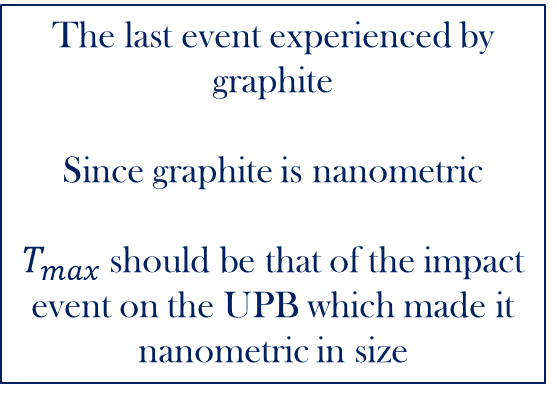 The last event experienced by
graphite
Since graphite is nanometric
𝑇𝑚𝑎𝑥 should be that of the impact
event on the UPB which made it
nanometric in size